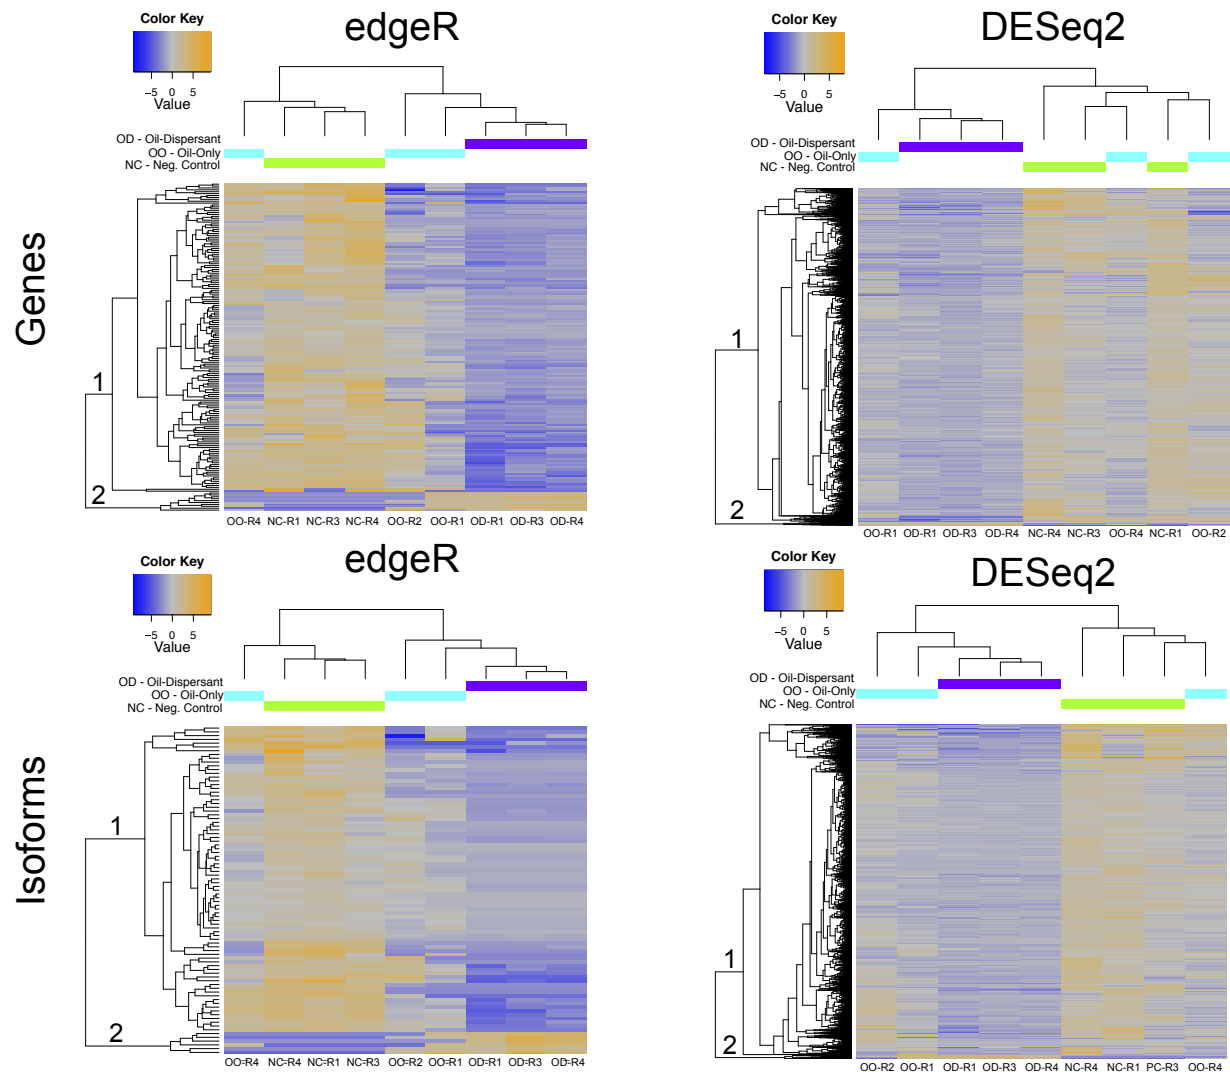 edgeR
Color Key
−5 0 5
Value
OD - Oil-Dispersant
OO - Oil-Only
NC - Neg. Control
Genes
1
2
OO-R4 NC-R1 NC-R3 NC-R4 OO-R2 OO-R1 OD-R1 OD-R3 OD-R4
DESeq2
Color Key
−5 0 5
Value
OD - Oil-Dispersant
OO - Oil-Only
NC - Neg. Control
1
2
OO-R1 OD-R1 OD-R3 OD-R4 NC-R4 NC-R3 OO-R4 NC-R1 OO-R2
edgeR
Color Key
−5 0 5
Value
OD - Oil-Dispersant
OO - Oil-Only
NC - Neg. Control
Isoforms
1
2
OO-R4 NC-R4 NC-R1 NC-R3 OO-R2 OO-R1 OD-R1 OD-R3 OD-R4
DESeq2
Color Key
−5 0 5
Value
OD - Oil-Dispersant
OO - Oil-Only
NC - Neg. Control
1
2
OO-R2 OO-R1 OD-R1 OD-R3 OD-R4 NC-R4 NC-R1 PC-R3 OO-R4